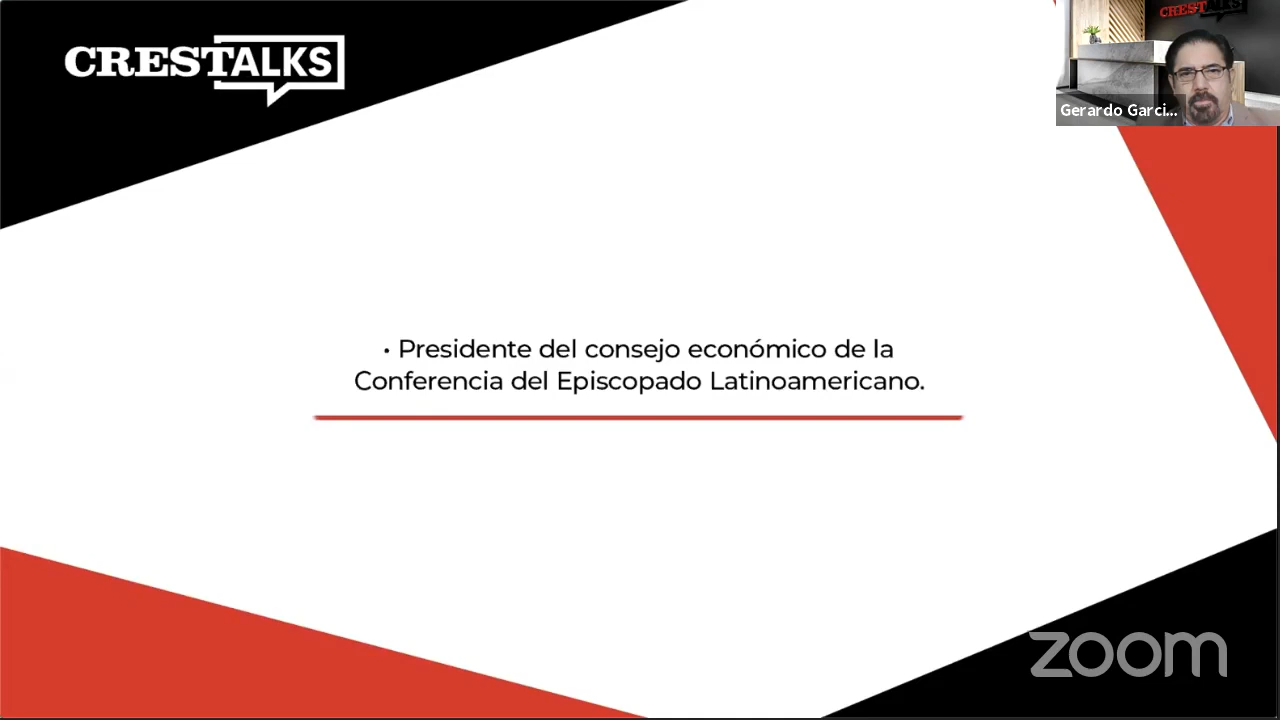 CRESTALKS
CRESTALKS
Gerardo Garci...
• Presidente del consejo económico de la
Conferencia del Episcopado Latinoamericano.
zoom